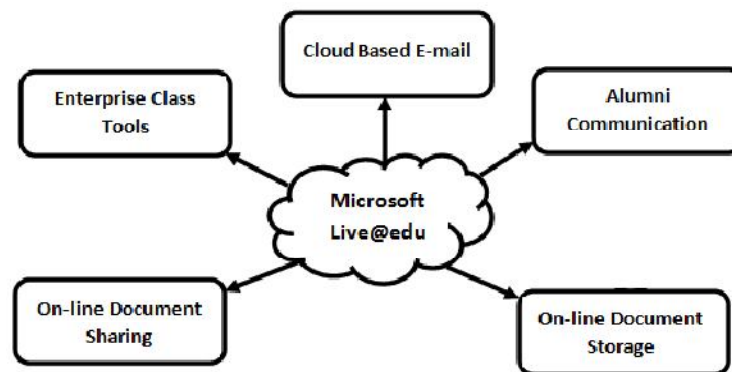 Cloud Based E-mail
Enterprise Class
Tools
Alumni
Communication
Microsoft
Live@edu
On-line Document
Sharing
On-line Document
Storage